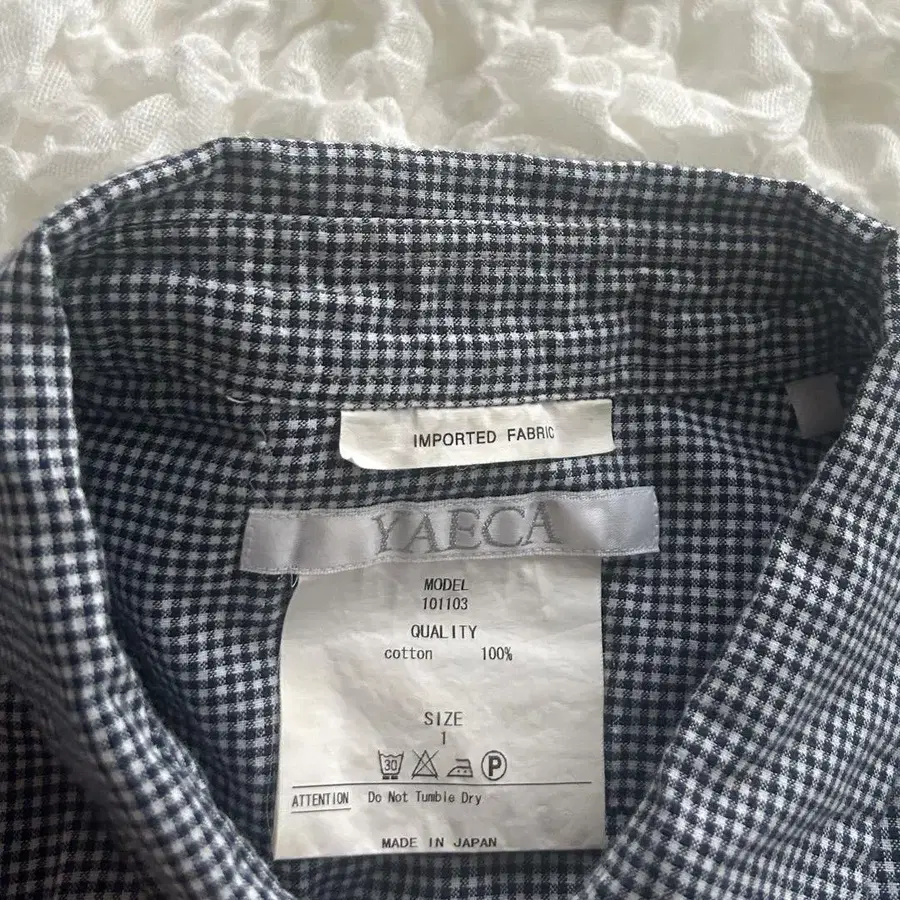 IMPORTED FABRIC
YAECA
MODEL
101103
QUALITY
cotton 100%
SIZE
1
30 P
ATTENTION Do Not Tumble Dry
MADE IN JAPAN